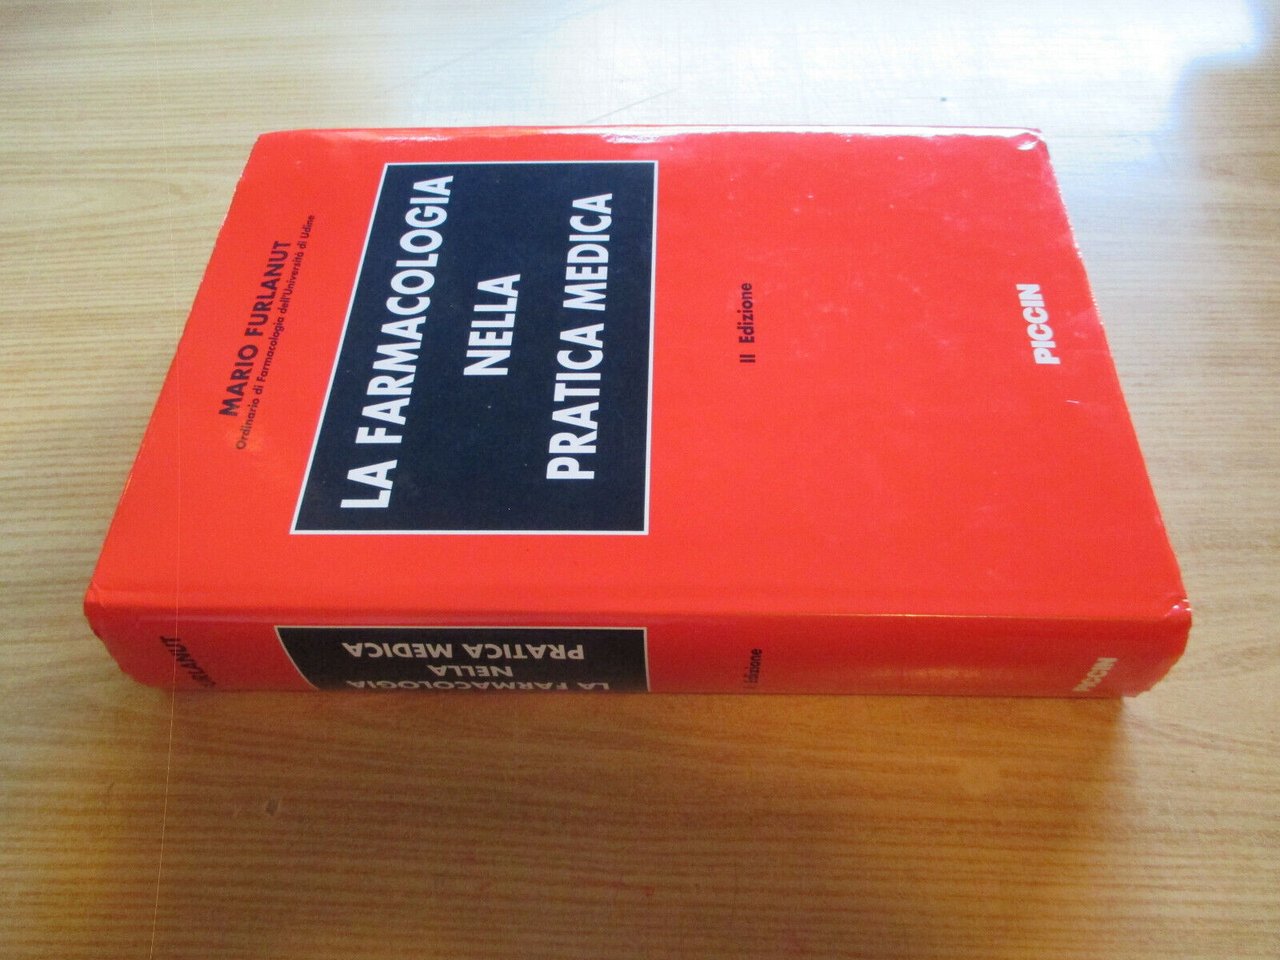 MARIO FURLANUT
Ordinario di Farmacologia dell'Università di Udine
LA FARMACOLOGIA
NELLA
PRATICA MEDICA
II Edizione
PICCIN
LA FARMACOLOGIA
NELLA
PRATICA MEDICA
Edizione
PICCIN